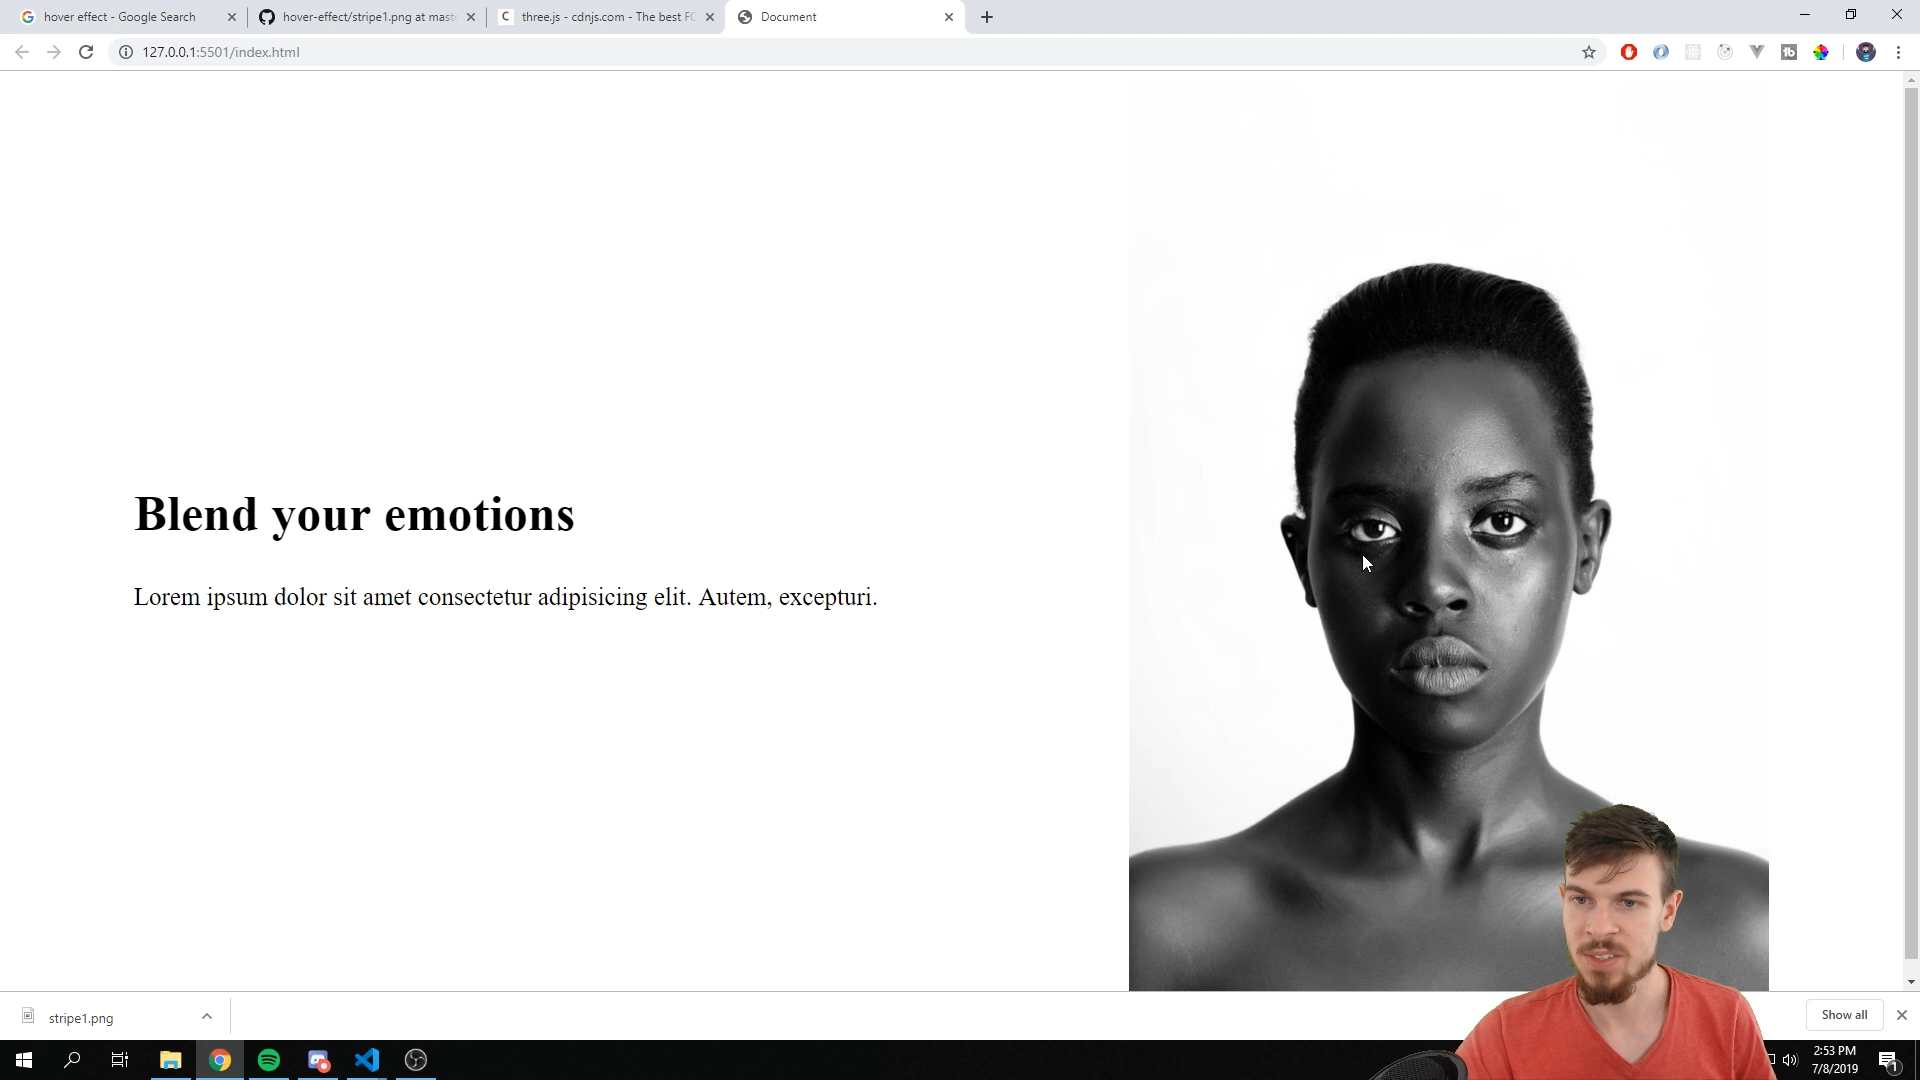 hover effect - Google Search
hover-effect/stripe1.png at mast
three.js - cdnjs.com - The best FO
Document
127.0.0.1:5501/index.html
Blend your emotions
Lorem ipsum dolor sit amet consectetur adipisicing elit. Autem, excepturi.
stripe1.png
Show all
2:53 PM
7/8/2019
1